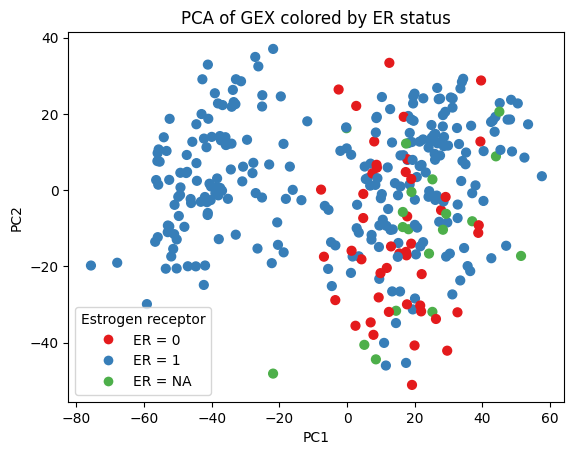 PCA of GEX colored by ER status
40
20
0
−20
−40
PC2
Estrogen receptor
ER = 0
ER = 1
ER = NA
−80
−60
−40
−20
0
20
40
60
PC1